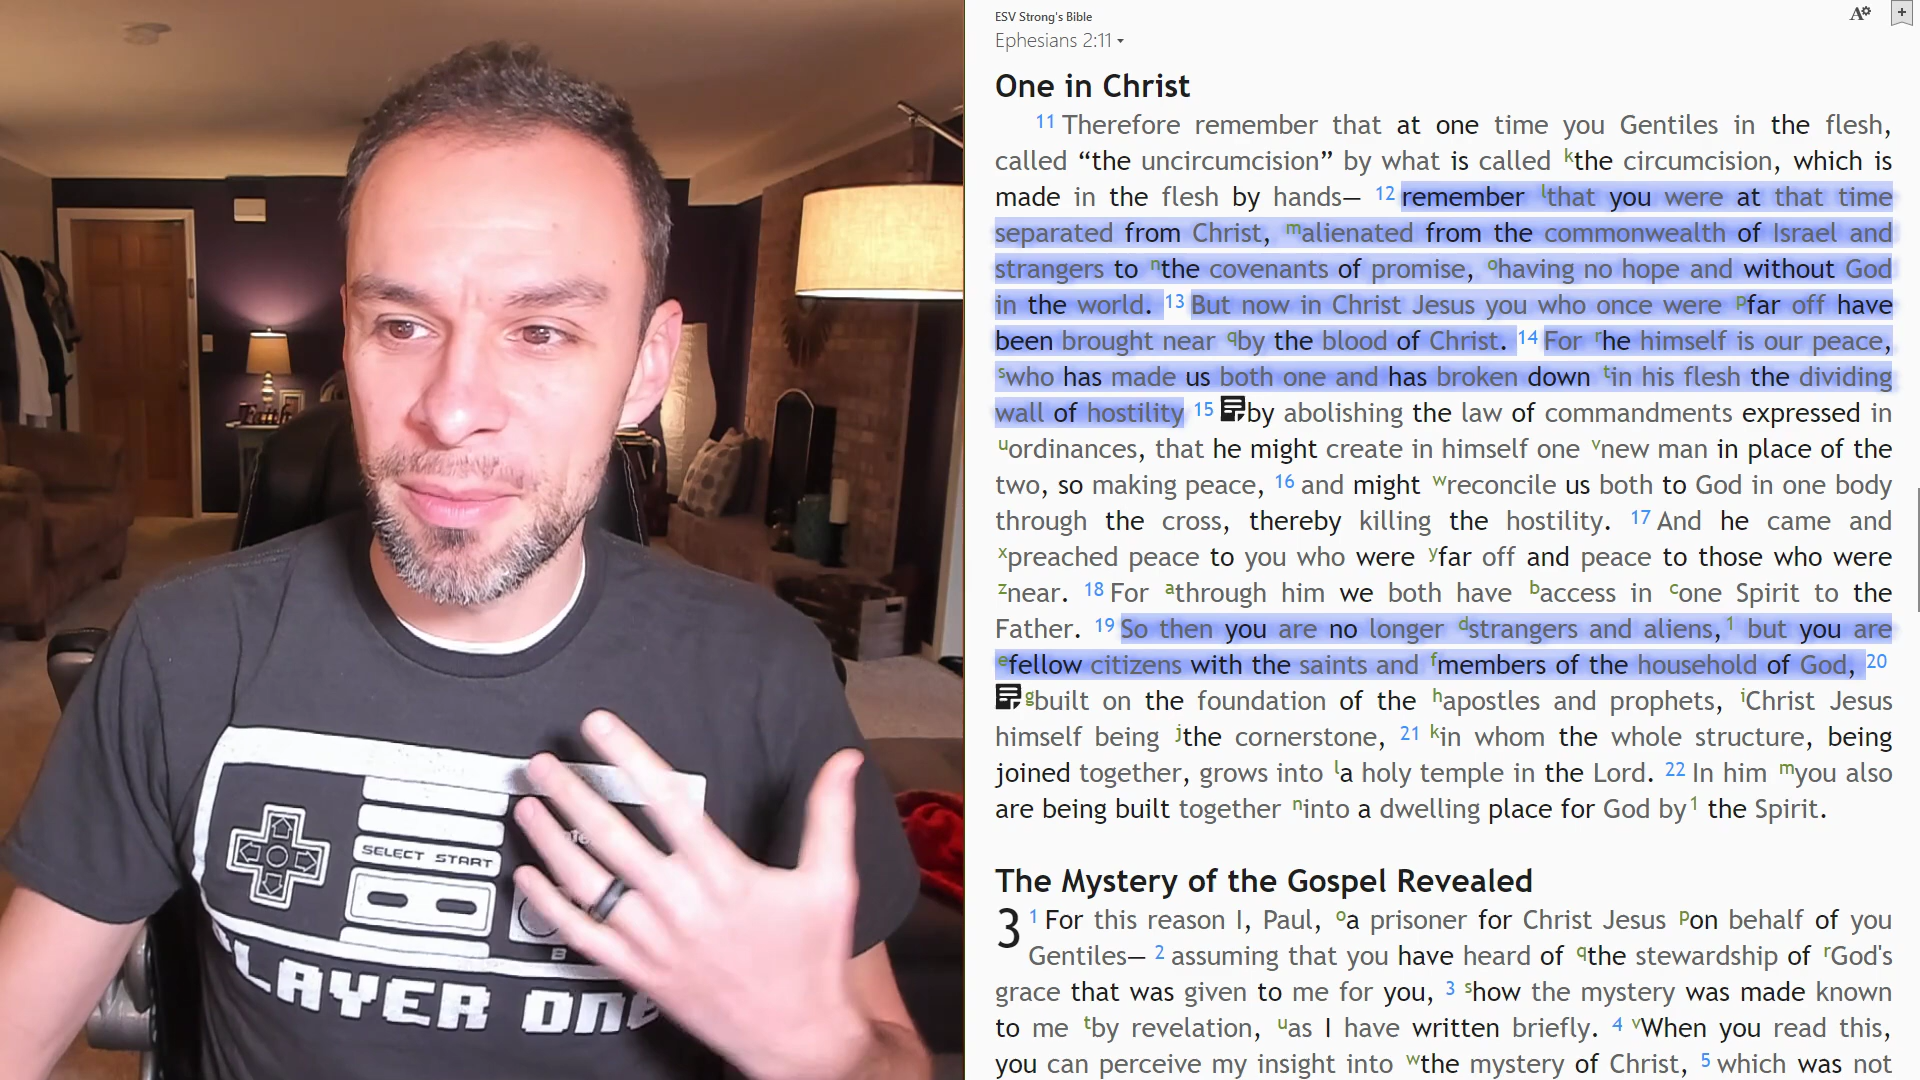 ESV Strong's Bible
Ephesians 2:11
One in Christ
11 Therefore remember that at one time you Gentiles in the flesh,
called “the uncircumcision” by what is called kthe circumcision, which is
made in the flesh by hands— 12 remember lthat you were at that time
separated from Christ, malienated from the commonwealth of Israel and
strangers to nthe covenants of promise, ohaving no hope and without God
in the world. 13 But now in Christ Jesus you who once were pfar off have
been brought near qby the blood of Christ. 14 For rhe himself is our peace,
swho has made us both one and has broken down tin his flesh the dividing
wall of hostility 15 by abolishing the law of commandments expressed in
uordinances, that he might create in himself one vnew man in place of the
two, so making peace, 16 and might wreconcile us both to God in one body
through the cross, thereby killing the hostility. 17 And he came and
xpreached peace to you who were yfar off and peace to those who were
znear. 18 For athrough him we both have baccess in cone Spirit to the
Father. 19 So then you are no longer dstrangers and aliens,1 but you are
efellow citizens with the saints and fmembers of the household of God, 20
gbuilt on the foundation of the hapostles and prophets, iChrist Jesus
himself being jthe cornerstone, 21 kin whom the whole structure, being
joined together, grows into la holy temple in the Lord. 22 In him myou also
are being built together ninto a dwelling place for God by1 the Spirit.
The Mystery of the Gospel Revealed
3 1 For this reason I, Paul, oa prisoner for Christ Jesus pon behalf of you
Gentiles— 2 assuming that you have heard of qthe stewardship of rGod's
grace that was given to me for you, 3 show the mystery was made known
to me tby revelation, uas I have written briefly. 4 vWhen you read this,
you can perceive my insight into wthe mystery of Christ, 5 which was not
Faith
SELECT START
B
PLAYER ONE